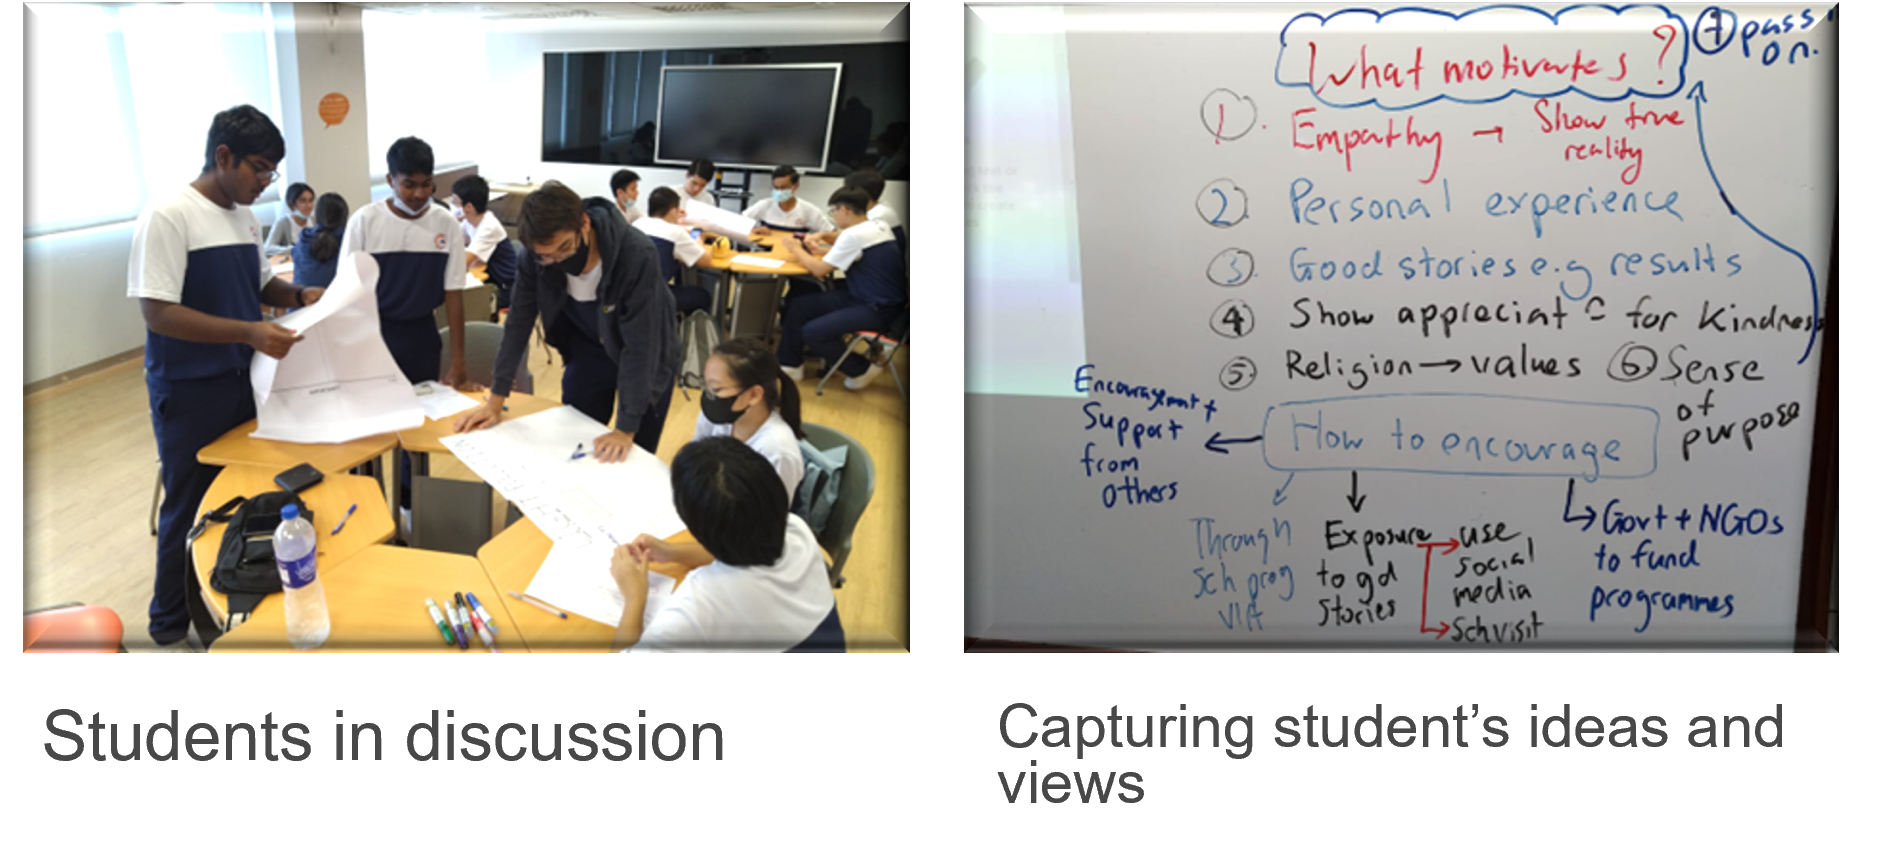 What motivates ?
⑦ pass
on.
①. Empathy → Show true
reality
② Personal experience
③. Good stories e.g results
④ Show appreciatⁿ for kindness
⑤ Religion → values ⑥ Sense
of
purpose
How to encourage
Encouragement +
Support
from
others
Through
sch prog
VIA
Exposure
to gd
stories
use
social
media
Sch visit
Govt + NGOs
to fund
programmes
Students in discussion
Capturing student’s ideas and
views